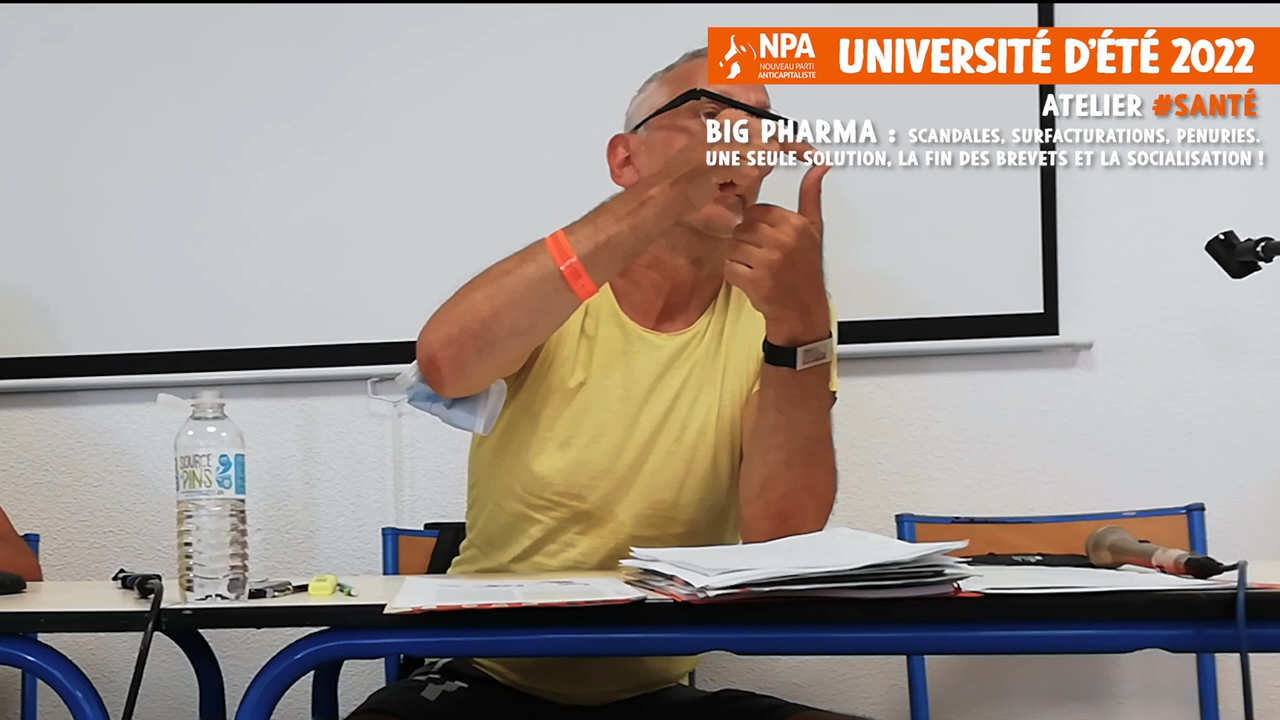 NPA
NOUVEAU PARTI
ANTICAPITALISTE
UNIVERSITÉ D'ÉTÉ 2022
ATELIER #SANTÉ
BIG PHARMA : SCANDALES, SURFACTURATIONS, PENURIES.
UNE SEULE SOLUTION, LA FIN DES BREVETS ET LA SOCIALISATION !
SOURCE
PINS